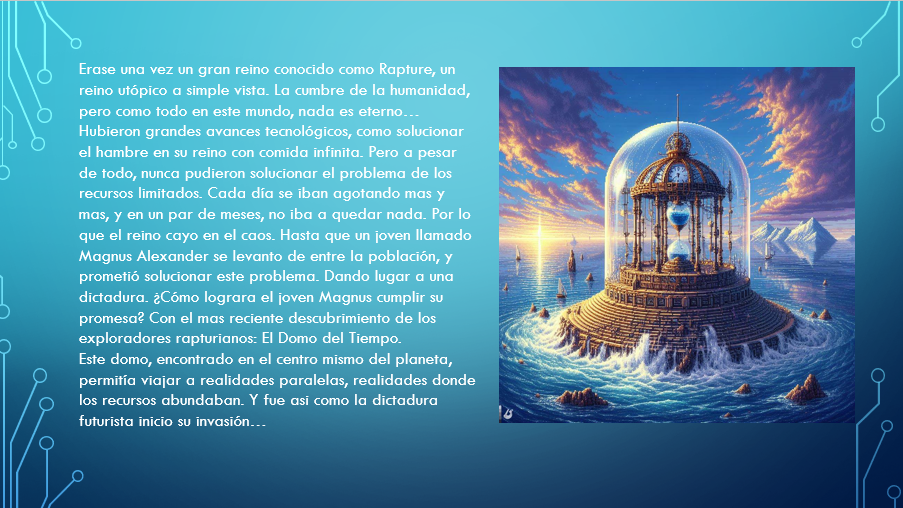 Erase una vez un gran reino conocido como Rapture, un
reino utópico a simple vista. La cumbre de la humanidad,
pero como todo en este mundo, nada es eterno…
Hubieron grandes avances tecnológicos, como solucionar
el hambre en su reino con comida infinita. Pero a pesar
de todo, nunca pudieron solucionar el problema de los
recursos limitados. Cada día se iban agotando mas y
mas, y en un par de meses, no iba a quedar nada. Por lo
que el reino cayo en el caos. Hasta que un joven llamado
Magnus Alexander se levanto de entre la población, y
prometió solucionar este problema. Dando lugar a una
dictadura. ¿Cómo lograra el joven Magnus cumplir su
promesa? Con el mas reciente descubrimiento de los
exploradores rapturianos: El Domo del Tiempo.
Este domo, encontrado en el centro mismo del planeta,
permitía viajar a realidades paralelas, realidades donde
los recursos abundaban. Y fue asi como la dictadura
futurista inicio su invasión…